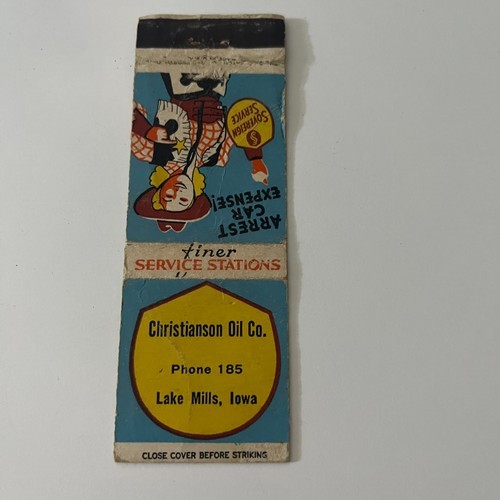 SOVEREIGN
SERVICE
S
ARREST
CAR
EXPENSE!
finer
SERVICE STATIONS
Christianson Oil Co.
Phone 185
Lake Mills, Iowa
CLOSE COVER BEFORE STRIKING